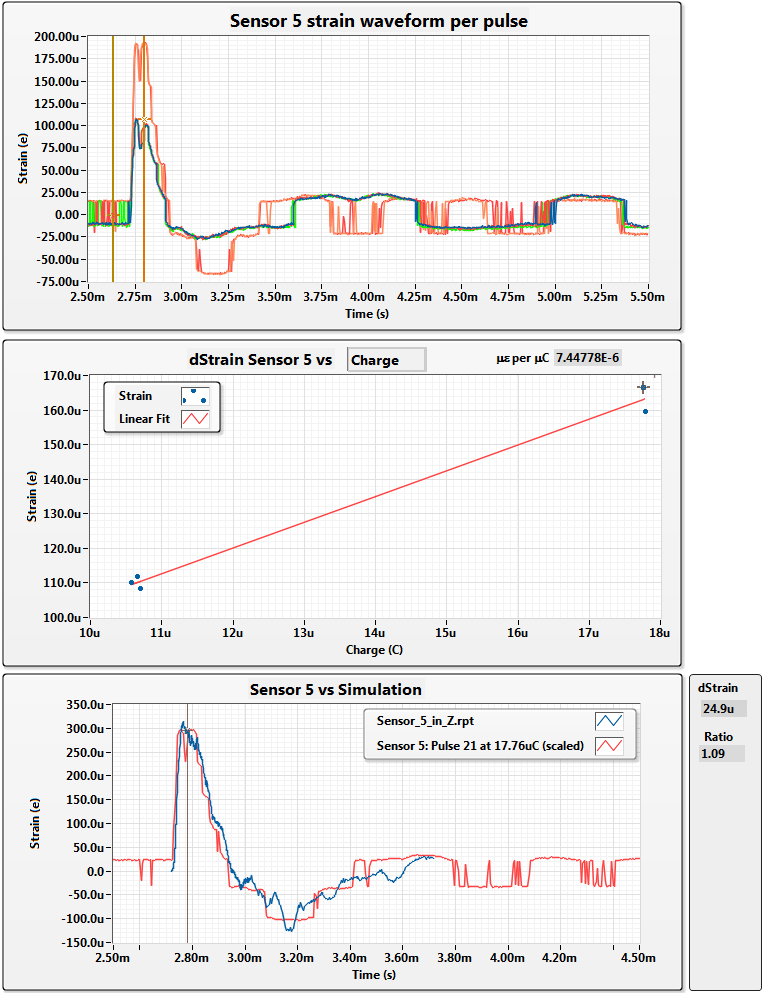 Sensor 5 strain waveform per pulse
200.00u
175.00u
150.00u
125.00u
100.00u
75.00u
50.00u
25.00u
0.00
-25.00u
-50.00u
-75.00u
Strain (e)
2.50m 2.75m 3.00m 3.25m 3.50m 3.75m 4.00m 4.25m 4.50m 4.75m 5.00m 5.25m 5.50m
Time (s)
dStrain Sensor 5 vs Charge µε per µC 7.44778E-6
170.0u
160.0u
150.0u
140.0u
130.0u
120.0u
110.0u
100.0u
Strain (e)
Strain
Linear Fit
10u 11u 12u 13u 14u 15u 16u 17u 18u
Charge (C)
Sensor 5 vs Simulation
350.0u
300.0u
250.0u
200.0u
150.0u
100.0u
50.0u
0.0
-50.0u
-100.0u
-150.0u
Strain (e)
Sensor_5_in_Z.rpt
Sensor 5: Pulse 21 at 17.76uC (scaled)
2.50m 2.80m 3.00m 3.20m 3.40m 3.60m 3.80m 4.00m 4.20m 4.50m
Time (s)
dStrain
24.9u
Ratio
1.09